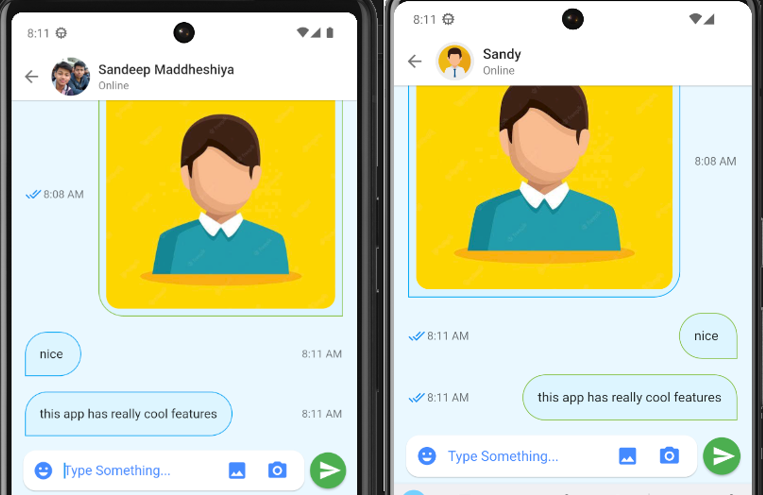 8:11
Sandeep Maddheshiya
Online
8:08 AM
nice
8:11 AM
this app has really cool features
8:11 AM
Type Something...
8:11
Sandy
Online
8:08 AM
nice
8:11 AM
this app has really cool features
8:11 AM
Type Something...